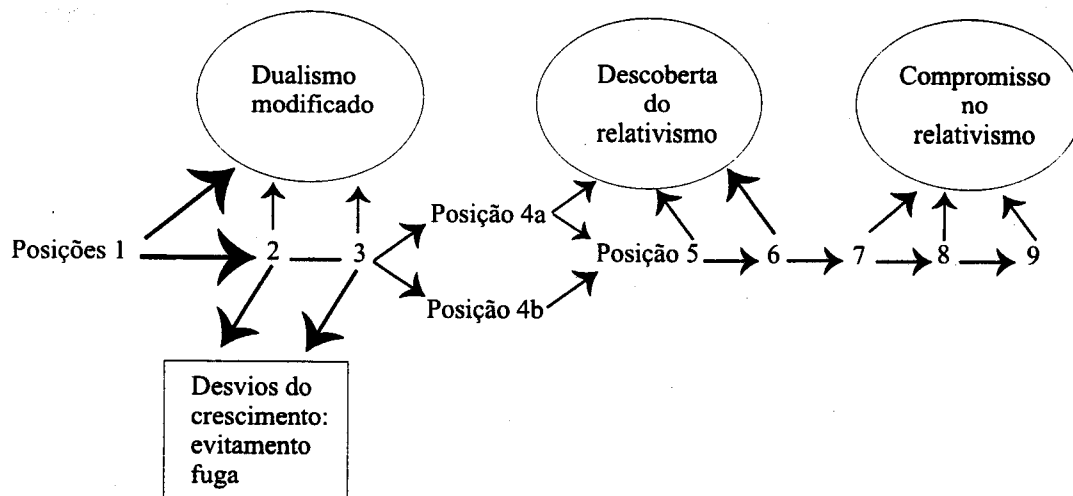 Dualismo
modificado
Descoberta
do
relativismo
Compromisso
no
relativismo
Posição 4a
Posições 1
2
3
Posição 5
6
7
8
9
Posição 4b
Desvios do
crescimento:
evitamento
fuga